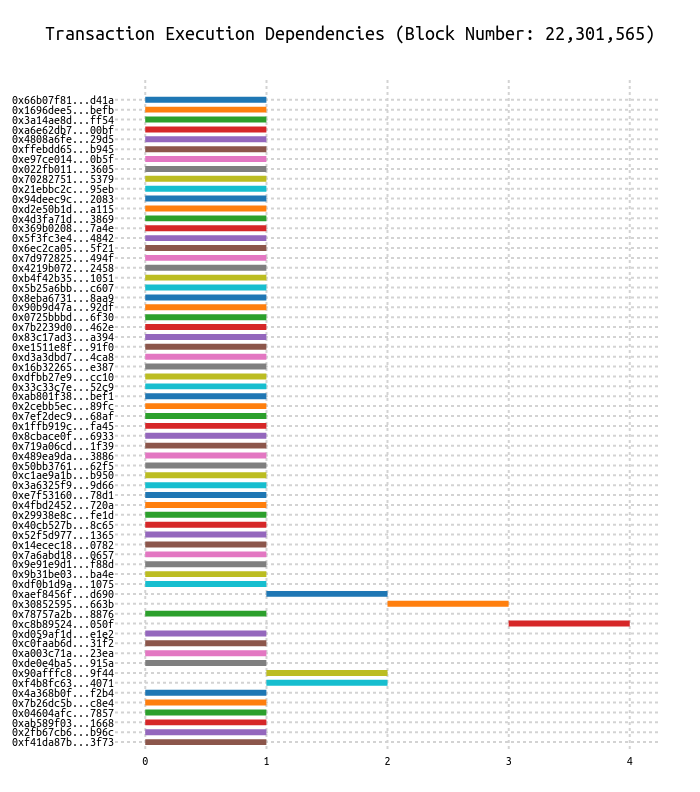 Transaction Execution Dependencies (Block Number: 22,301,565)
0x66b07f81...d41a
0x1696dee5...befb
0x3a14ae8d...ff54
0xa6e62db7...00bf
0x4808a6fe...29d5
0xffebdd65...b945
0xe97ce014...0b5f
0x022fb011...3605
0x70282751...5379
0x21ebbc2c...95eb
0x94deec9c...2083
0xd2e50b1d...a115
0x4d3fa71d...3869
0x369b0208...7a4e
0x5f3fc3e4...4842
0x6ec2ca05...5f21
0x7d972825...494f
0x4219b072...2458
0xb4f42b35...1051
0x5b25a6bb...c607
0x8eba6731...8aa9
0x90b9d47a...92df
0x0725bbbd...6f30
0x7b2239d0...462e
0x83c17ad3...a394
0xe1511e8f...91f0
0xd3a3dbd7...4ca8
0x16b32265...e387
0xdfbb27e9...cc10
0x33c33c7e...52c9
0xab801f38...bef1
0x2cebb5ec...89fc
0x7ef2dec9...68af
0x1ffb919c...fa45
0x8cbace0f...6933
0x719a06cd...1f39
0x489ea9da...3886
0x50bb3761...62f5
0xc1ae9a1b...b950
0x3a6325f9...9d66
0xe7f53160...78d1
0x4fbd2452...720a
0x29938e8c...fe1d
0x40cb527b...8c65
0x52f5d977...1365
0x14ecec18...0782
0x7a6abd18...0657
0x9e91e9d1...f88d
0x9b31be03...ba4e
0xdf0b1d9a...1075
0xaef8456f...d690
0x30852595...663b
0x78757a2b...8876
0xc8b89524...050f
0xd059af1d...e1e2
0xc0faab6d...31f2
0xa003c71a...23ea
0xde0e4ba5...915a
0x90afffc8...9f44
0xf4b8fc63...4071
0x4a368b0f...f2b4
0x7b26dc5b...c8e4
0x04604afc...7857
0xab589f03...1668
0x2fb67cb6...b96c
0xf41da87b...3f73
0 1 2 3 4